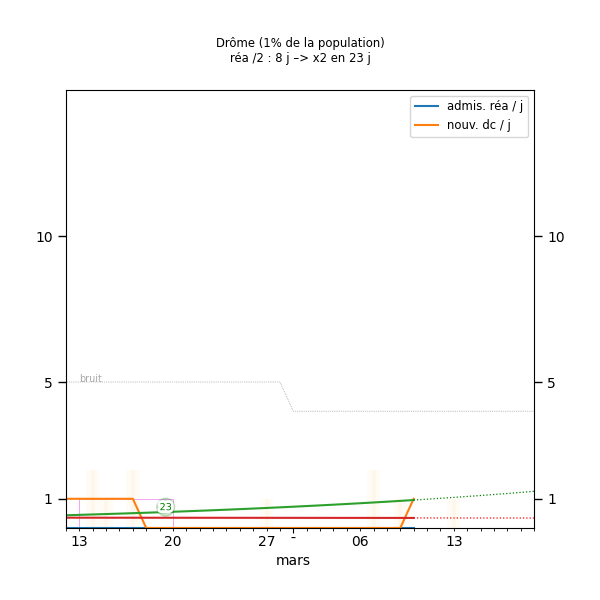 Drôme (1% de la population)
réa /2 : 8 j –> x2 en 23 j
admis. réa / j
nouv. dc / j
10
10
bruit
5
5
1
23
1
13
20
27
-
06
13
mars